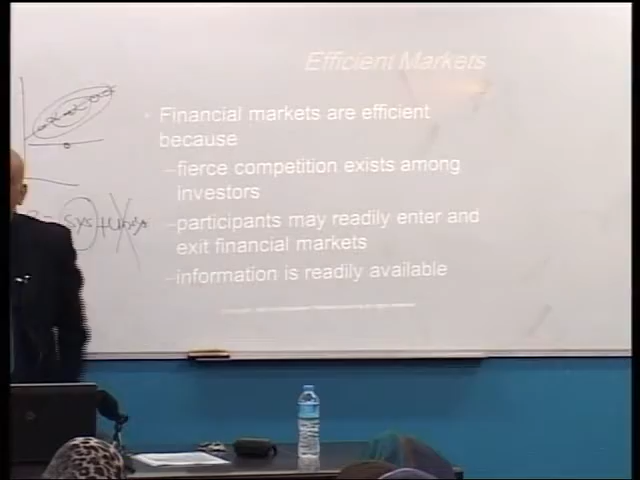 Efficient Markets
Financial markets are efficient
because
–fierce competition exists among
investors
–participants may readily enter and
exit financial markets
–information is readily available